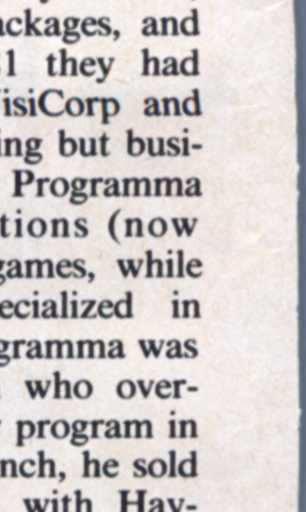 ackages, and
1 they had
isiCorp and
ing but busi-
Programma
tions (now
games, while
ecialized in
gramma was
who over-
program in
nch, he sold
with Hay-